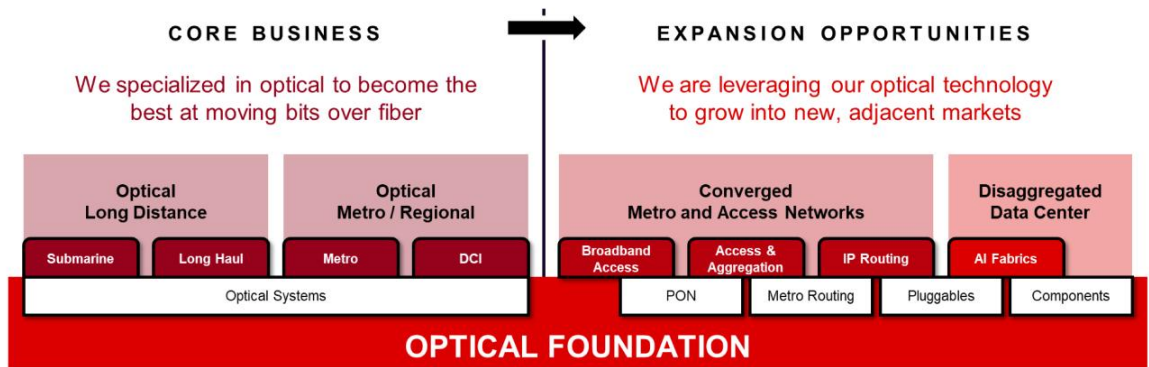 CORE BUSINESS
EXPANSION OPPORTUNITIES
We specialized in optical to become the
best at moving bits over fiber
We are leveraging our optical technology
to grow into new, adjacent markets
Optical
Long Distance
Optical
Metro / Regional
Converged
Metro and Access Networks
Disaggregated
Data Center
Submarine
Long Haul
Metro
DCI
Broadband
Access
Access &
Aggregation
IP Routing
AI Fabrics
Optical Systems
PON
Metro Routing
Pluggables
Components
OPTICAL FOUNDATION